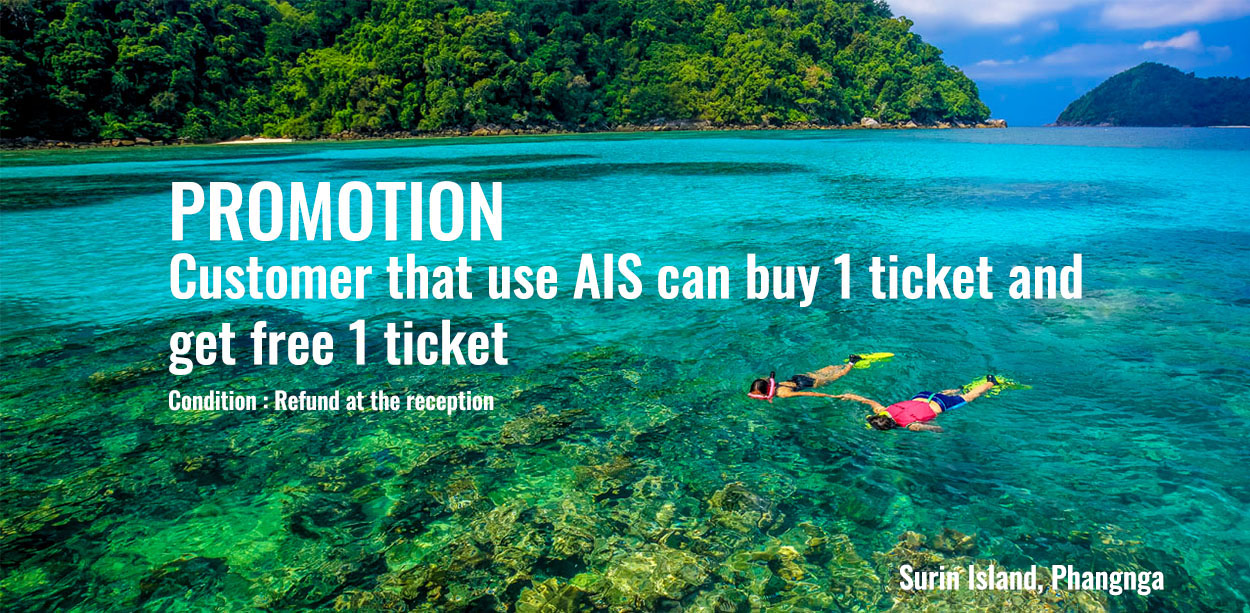 PROMOTION
Customer that use AIS can buy 1 ticket and
get free 1 ticket
Condition : Refund at the reception
Surin Island, Phangnga